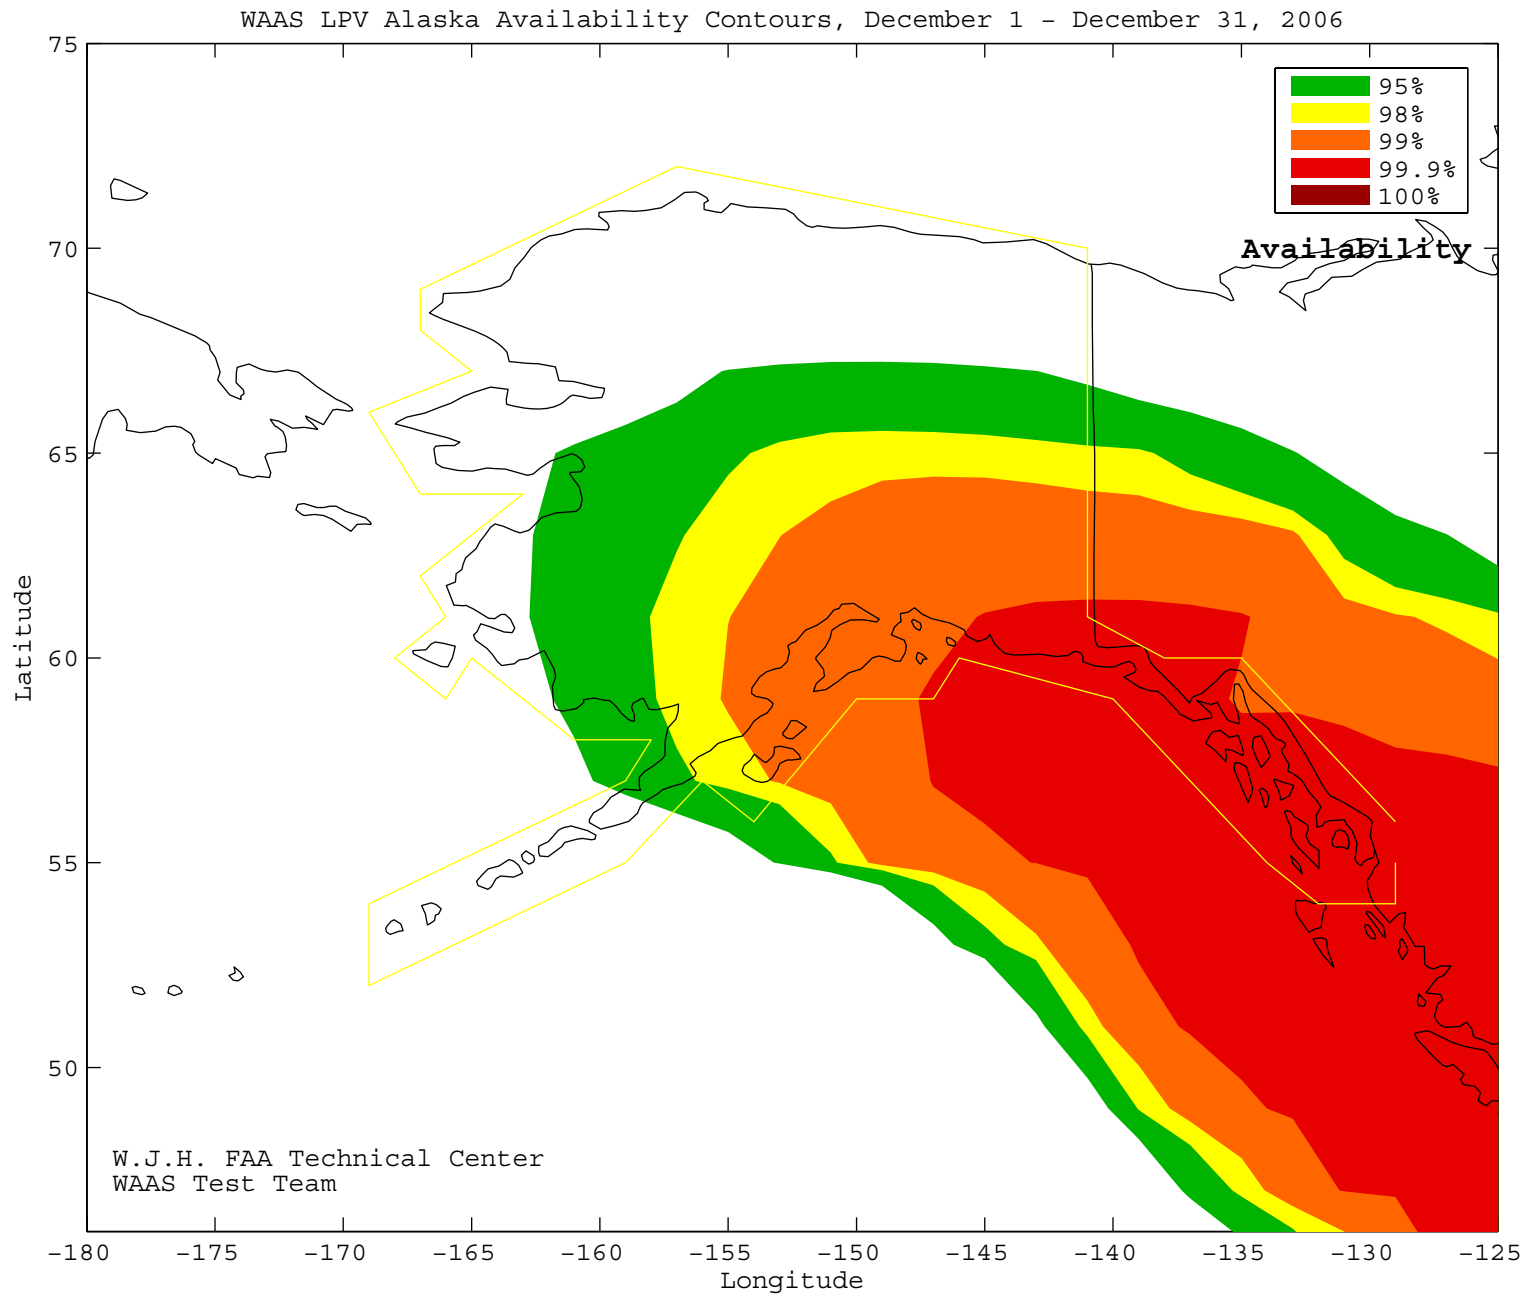 WAAS LPV Alaska Availability Contours, December 1 - December 31, 2006
75
70
65
60
55
50
Latitude
95%
98%
99%
99.9%
100%
Availability
W.J.H. FAA Technical Center
WAAS Test Team
-180 -175 -170 -165 -160 -155 -150 -145 -140 -135 -130 -125
Longitude